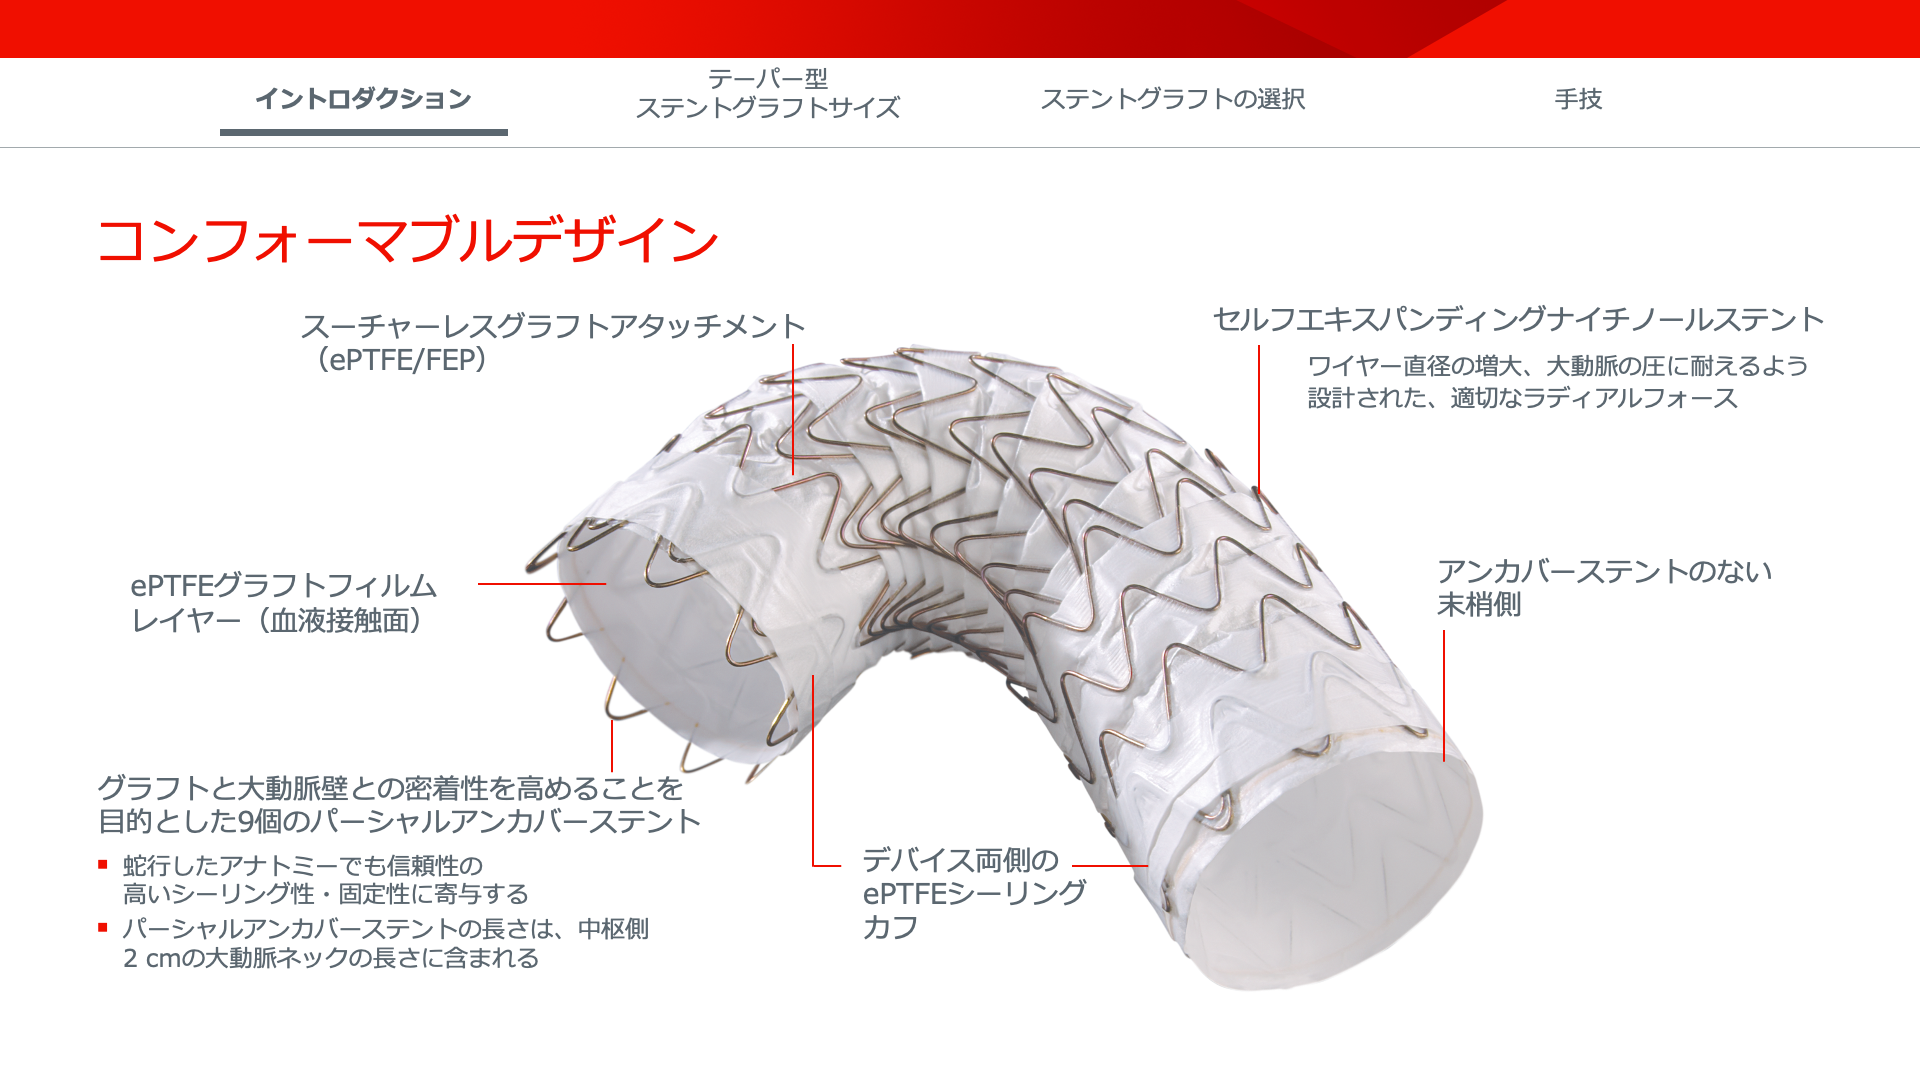 イントロダクション
テーパー型
ステントグラフトサイズ
ステントグラフトの選択
手技
コンフォーマブルデザイン
スーチャーレスグラフトアタッチメント
（ePTFE/FEP）
セルフエキスパンディングナイチノールステント
ワイヤー直径の増大、大動脈の圧に耐えるよう
設計された、適切なラディアルフォース
ePTFEグラフトフィルム
レイヤー（血液接触面）
アンカバーステントのない
末梢側
グラフトと大動脈壁との密着性を高めることを
目的とした9個のパーシャルアンカバーステント
蛇行したアナトミーでも信頼性の
高いシーリング性・固定性に寄与する
パーシャルアンカバーステントの長さは、中枢側
2 cmの大動脈ネックの長さに含まれる
デバイス両側の
ePTFEシーリング
カフ